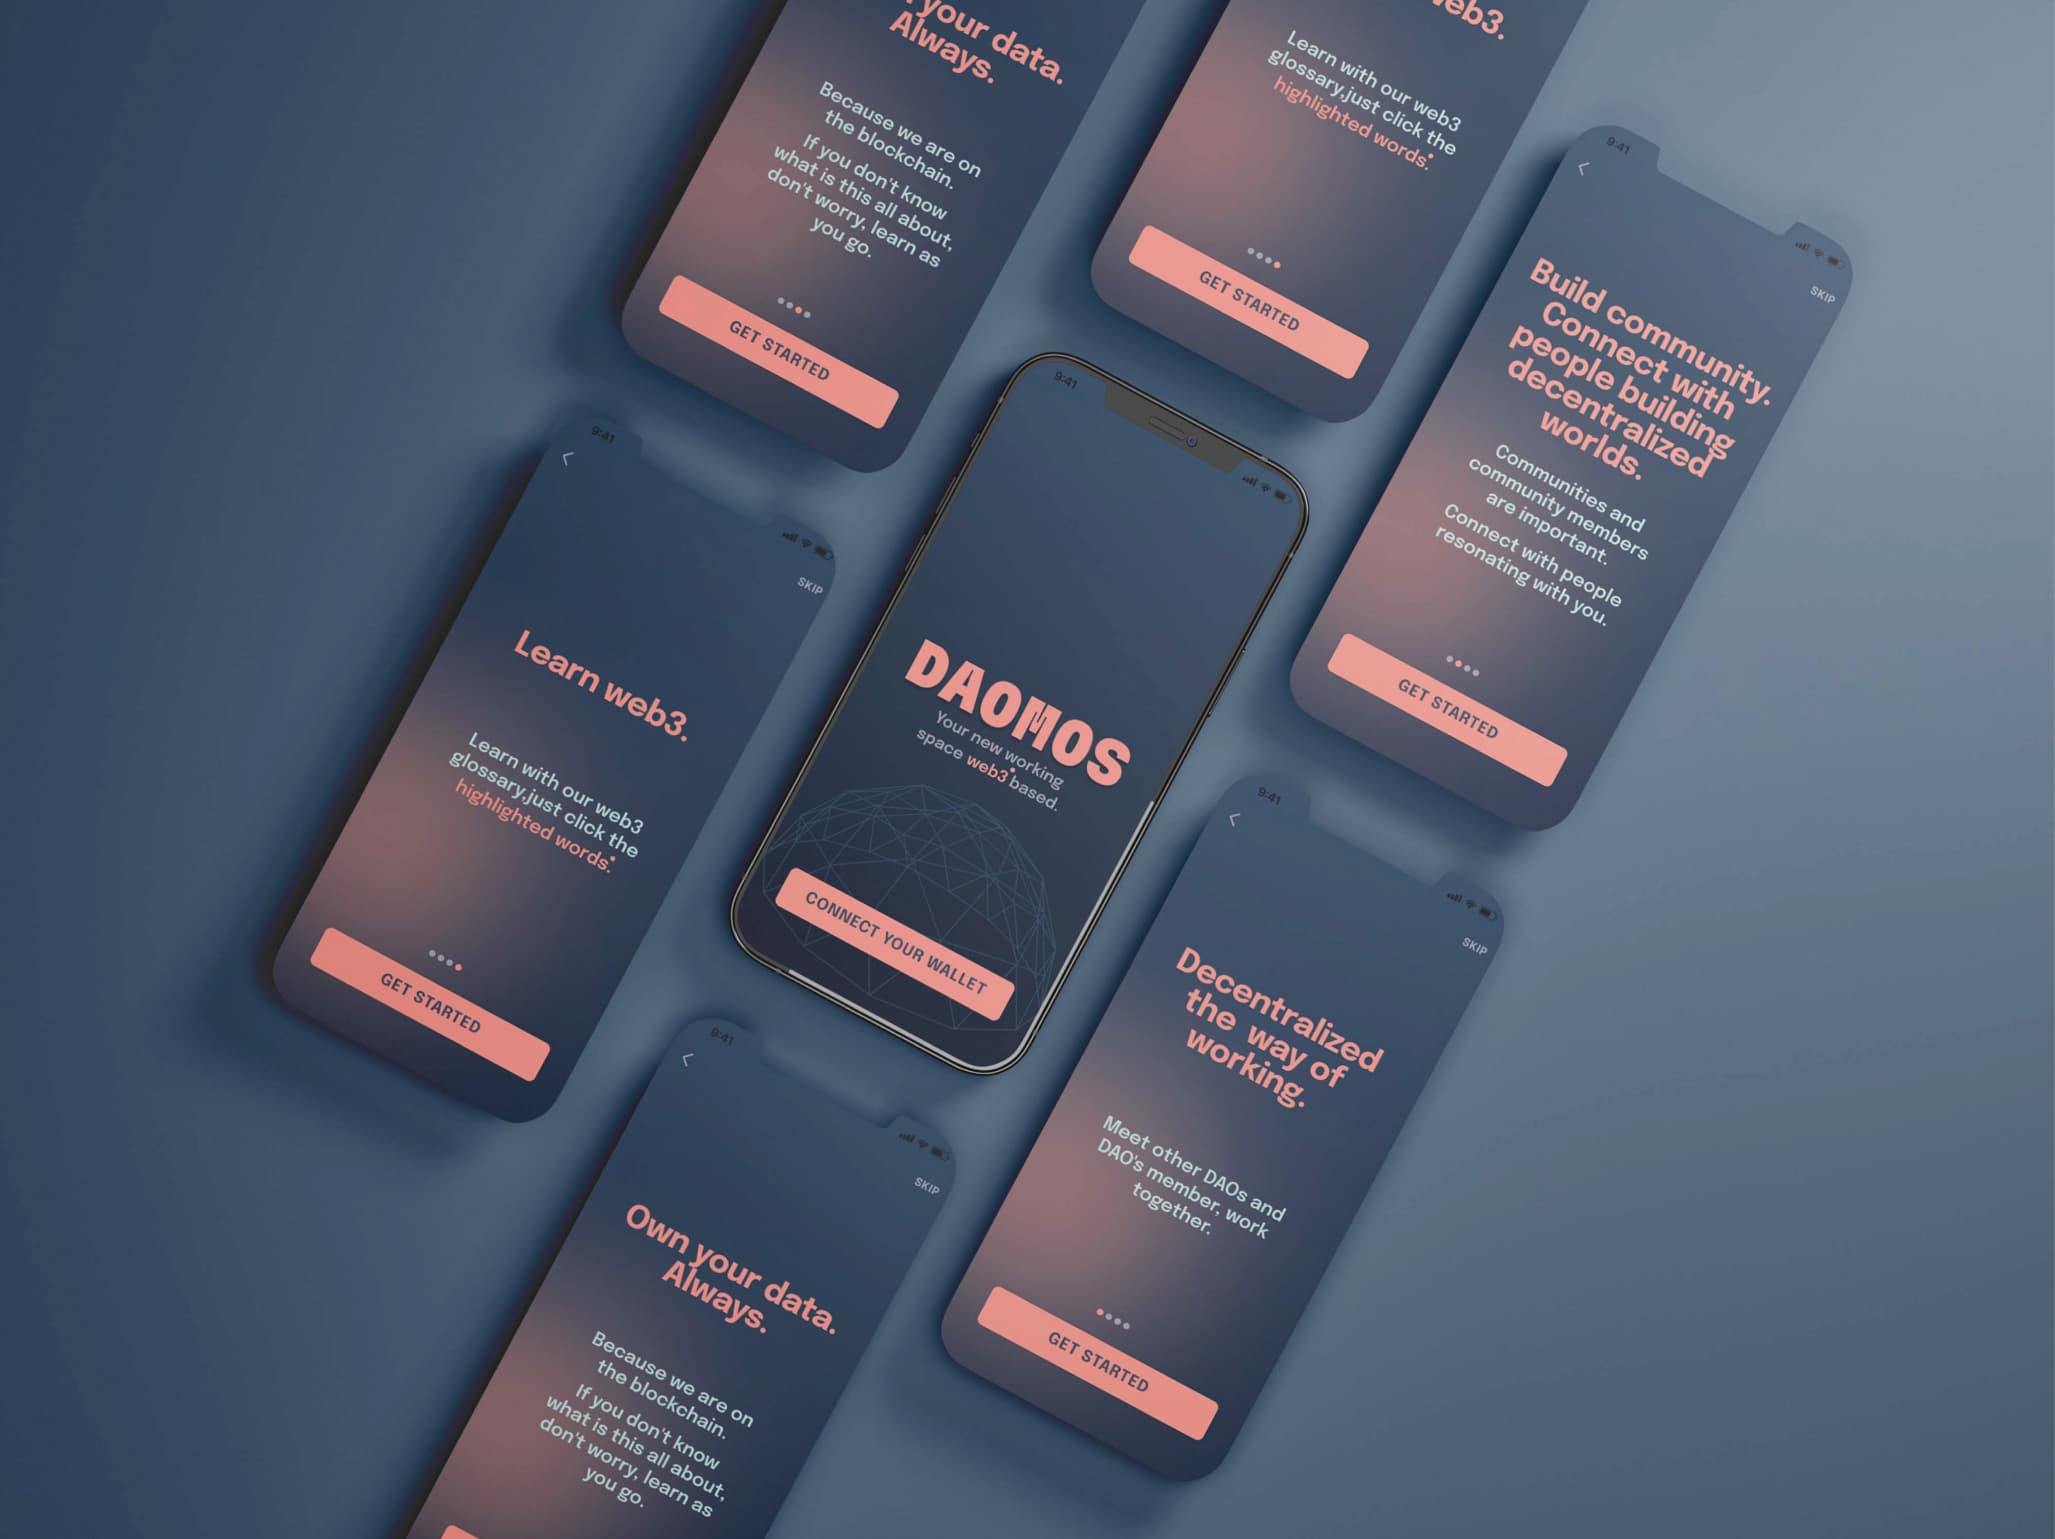 your data.
Always.
Because we are on
the blockchain.
If you don't know
what is this all about,
don't worry, learn as
you go.
GET STARTED
web3.
Learn with our web3
glossary,just click the
highlighted words.*
GET STARTED
9:41
SKIP
Build community.
Connect with
people building
decentralized
worlds.
Communities and
community members
are important.
Connect with people
resonating with you.
GET STARTED
9:41
SKIP
Learn web3.
Learn with our web3
glossary,just click the
highlighted words.*
GET STARTED
9:41
DAOMOS
Your new working
space web3* based.
CONNECT YOUR WALLET
9:41
SKIP
Decentralized
the way of
working.
Meet other DAOs and
DAO's member, work
together.
GET STARTED
9:41
SKIP
Own your data.
Always.
Because we are on
the blockchain.
If you don't know
what is this all about,
don't worry, learn as
you go.